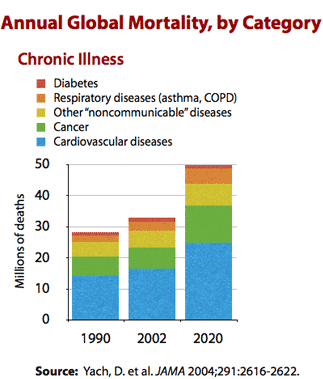 Annual Global Mortality, by Category
Chronic Illness
Diabetes
Respiratory diseases (asthma, COPD)
Other "noncommunicable" diseases
Cancer
Cardiovascular diseases
Millions of deaths
50
40
30
20
10
0
1990 2002 2020
Source: Yach, D. et al. JAMA 2004;291:2616-2622.